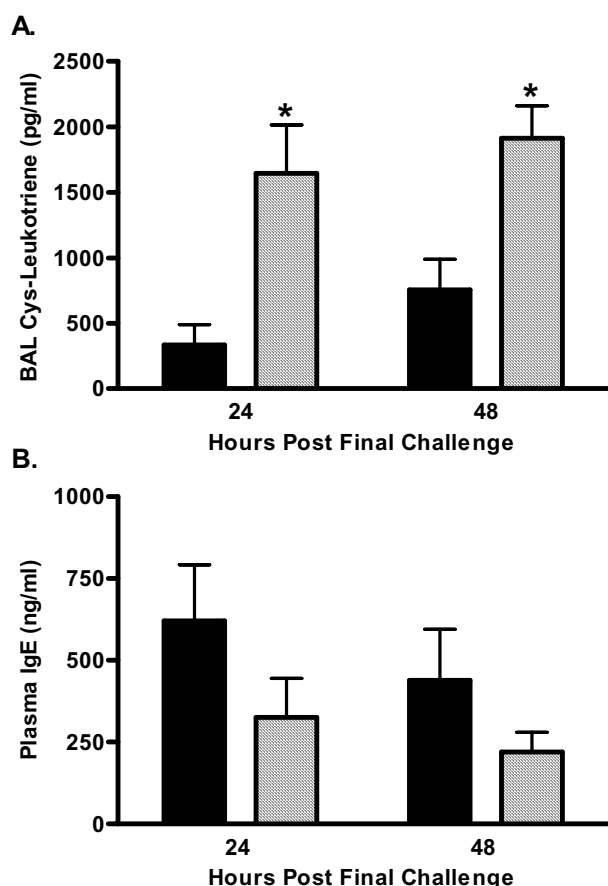 A.
2500
2000
1500
1000
500
0
BAL Cys-Leukotriene (pg/ml)
* *
24 48
Hours Post Final Challenge
B.
1000
750
500
250
0
Plasma IgE (ng/ml)
24 48
Hours Post Final Challenge